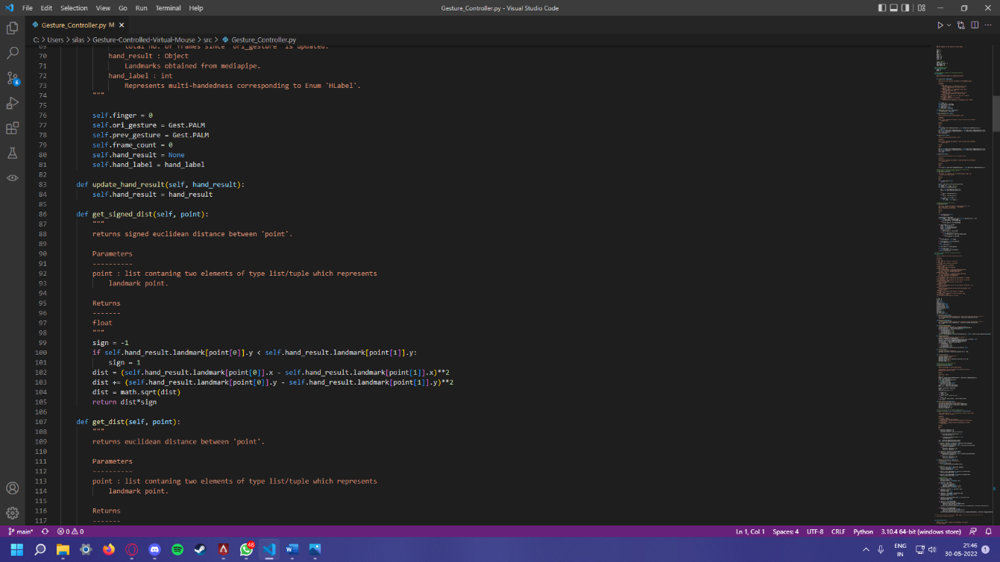 File Edit Selection View Go Run Terminal Help
Gesture_Controller.py - Visual Studio Code
Gesture_Controller.py M
C: > Users > silas > Gesture-Controlled-Virtual-Mouse > src > Gesture_Controller.py
69 total no. of frames since 'ori_gesture' is updated.
70 hand_result : Object
71 Landmarks obtained from mediapipe.
72 hand_label : int
73 Represents multi-handedness corresponding to Enum 'HLabel'.
74 """
75
76 self.finger = 0
77 self.ori_gesture = Gest.PALM
78 self.prev_gesture = Gest.PALM
79 self.frame_count = 0
80 self.hand_result = None
81 self.hand_label = hand_label
82
83 def update_hand_result(self, hand_result):
84 self.hand_result = hand_result
85
86 def get_signed_dist(self, point):
87 """
88 returns signed euclidean distance between 'point'.
89
90 Parameters
91 ----------
92 point : list contaning two elements of type list/tuple which represents
93 landmark point.
94
95 Returns
96 -------
97 float
98 """
99 sign = -1
100 if self.hand_result.landmark[point[0]].y < self.hand_result.landmark[point[1]].y:
101 sign = 1
102 dist = (self.hand_result.landmark[point[0]].x - self.hand_result.landmark[point[1]].x)**2
103 dist += (self.hand_result.landmark[point[0]].y - self.hand_result.landmark[point[1]].y)**2
104 dist = math.sqrt(dist)
105 return dist*sign
106
107 def get_dist(self, point):
108 """
109 returns euclidean distance between 'point'.
110
111 Parameters
112 ----------
113 point : list contaning two elements of type list/tuple which represents
114 landmark point.
115
116 Returns
117 -------
6
main* 0 0
Ln 1, Col 1 Spaces: 4 UTF-8 CRLF Python 3.10.4 64-bit (windows store)
46
ENG
IN
21:46
30-05-2022
1